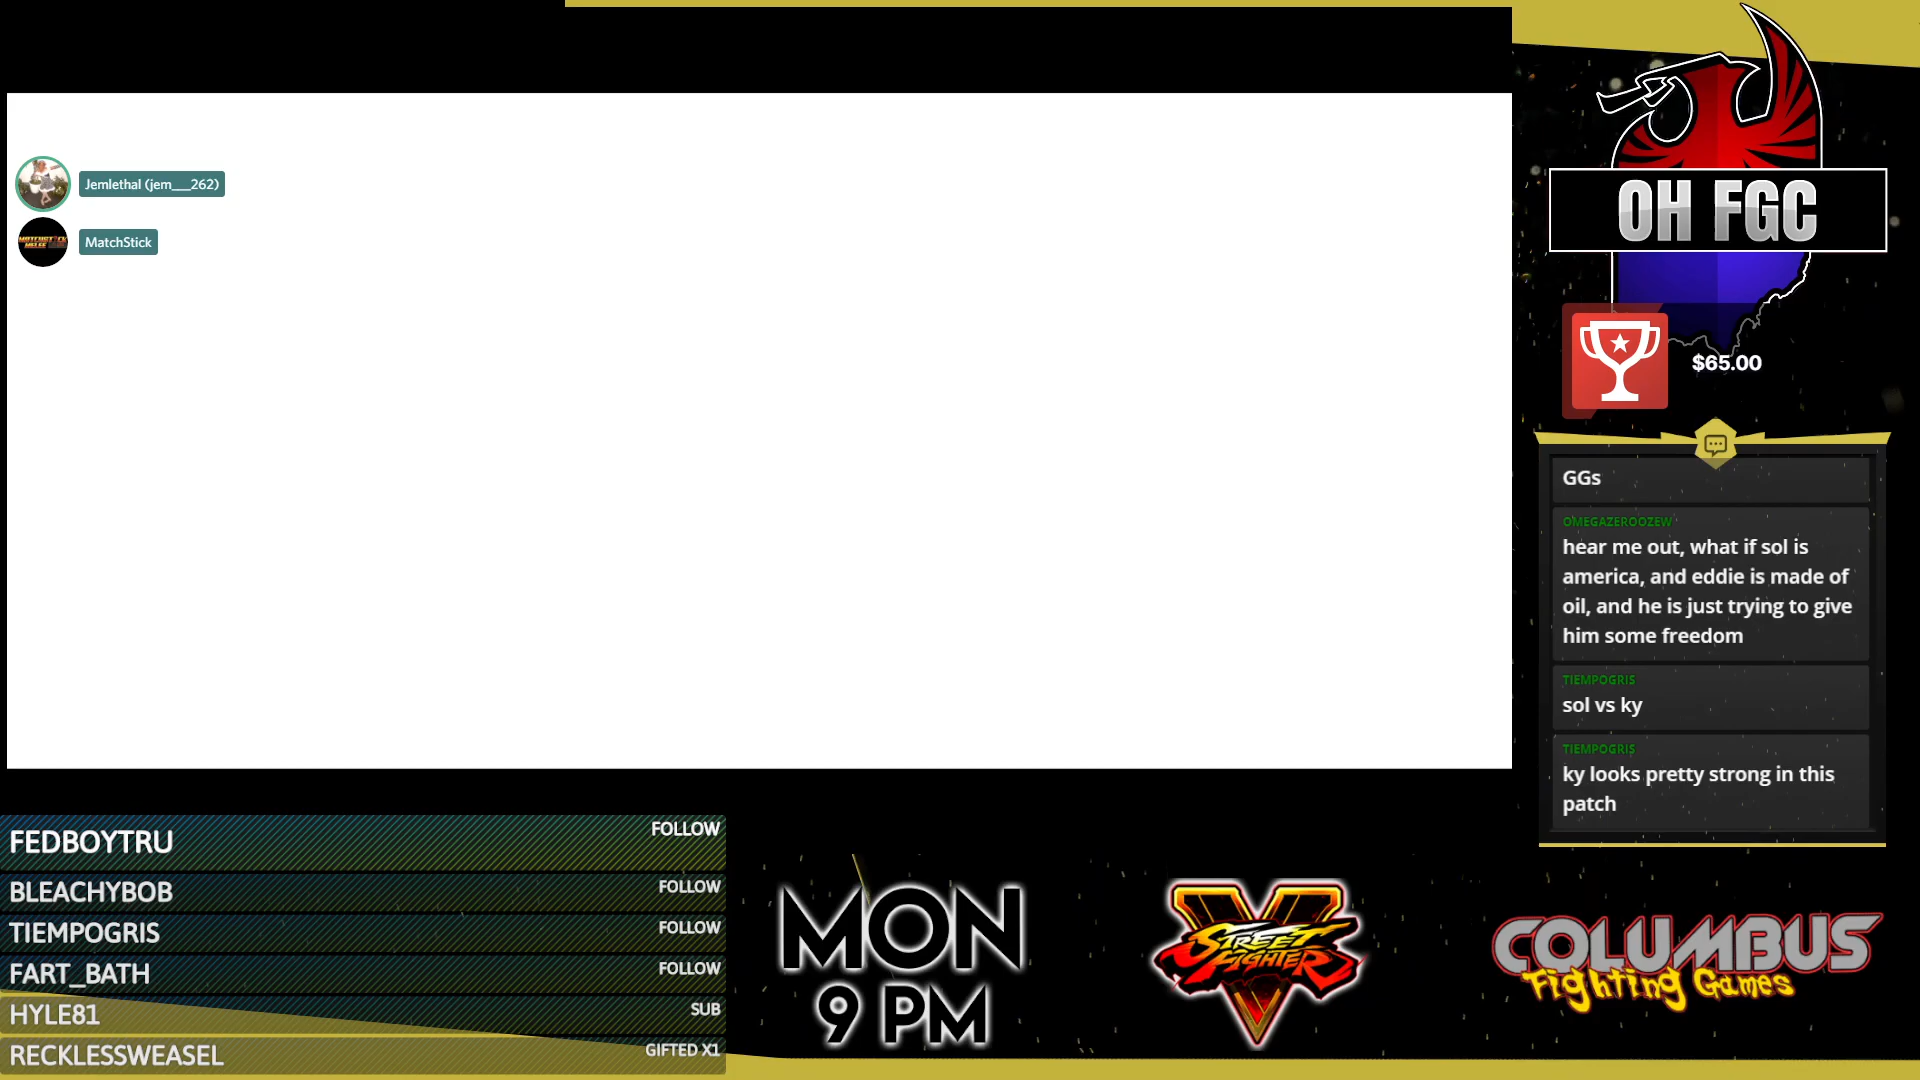 Jemlethal (jem___262)
MatchStick
OH FGC
$65.00
GGs
OMEGAZEROOZEW
hear me out, what if sol is
america, and eddie is made of
oil, and he is just trying to give
him some freedom
TIEMPOGRIS
sol vs ky
TIEMPOGRIS
ky looks pretty strong in this
patch
FEDBOYTRU FOLLOW
BLEACHYBOB FOLLOW
TIEMPOGRIS FOLLOW
FART_BATH FOLLOW
HYLE81 SUB
RECKLESSWEASEL GIFTED X1
MON
9 PM
V
STREET
FIGHTER
COLUMBUS
Fighting Games